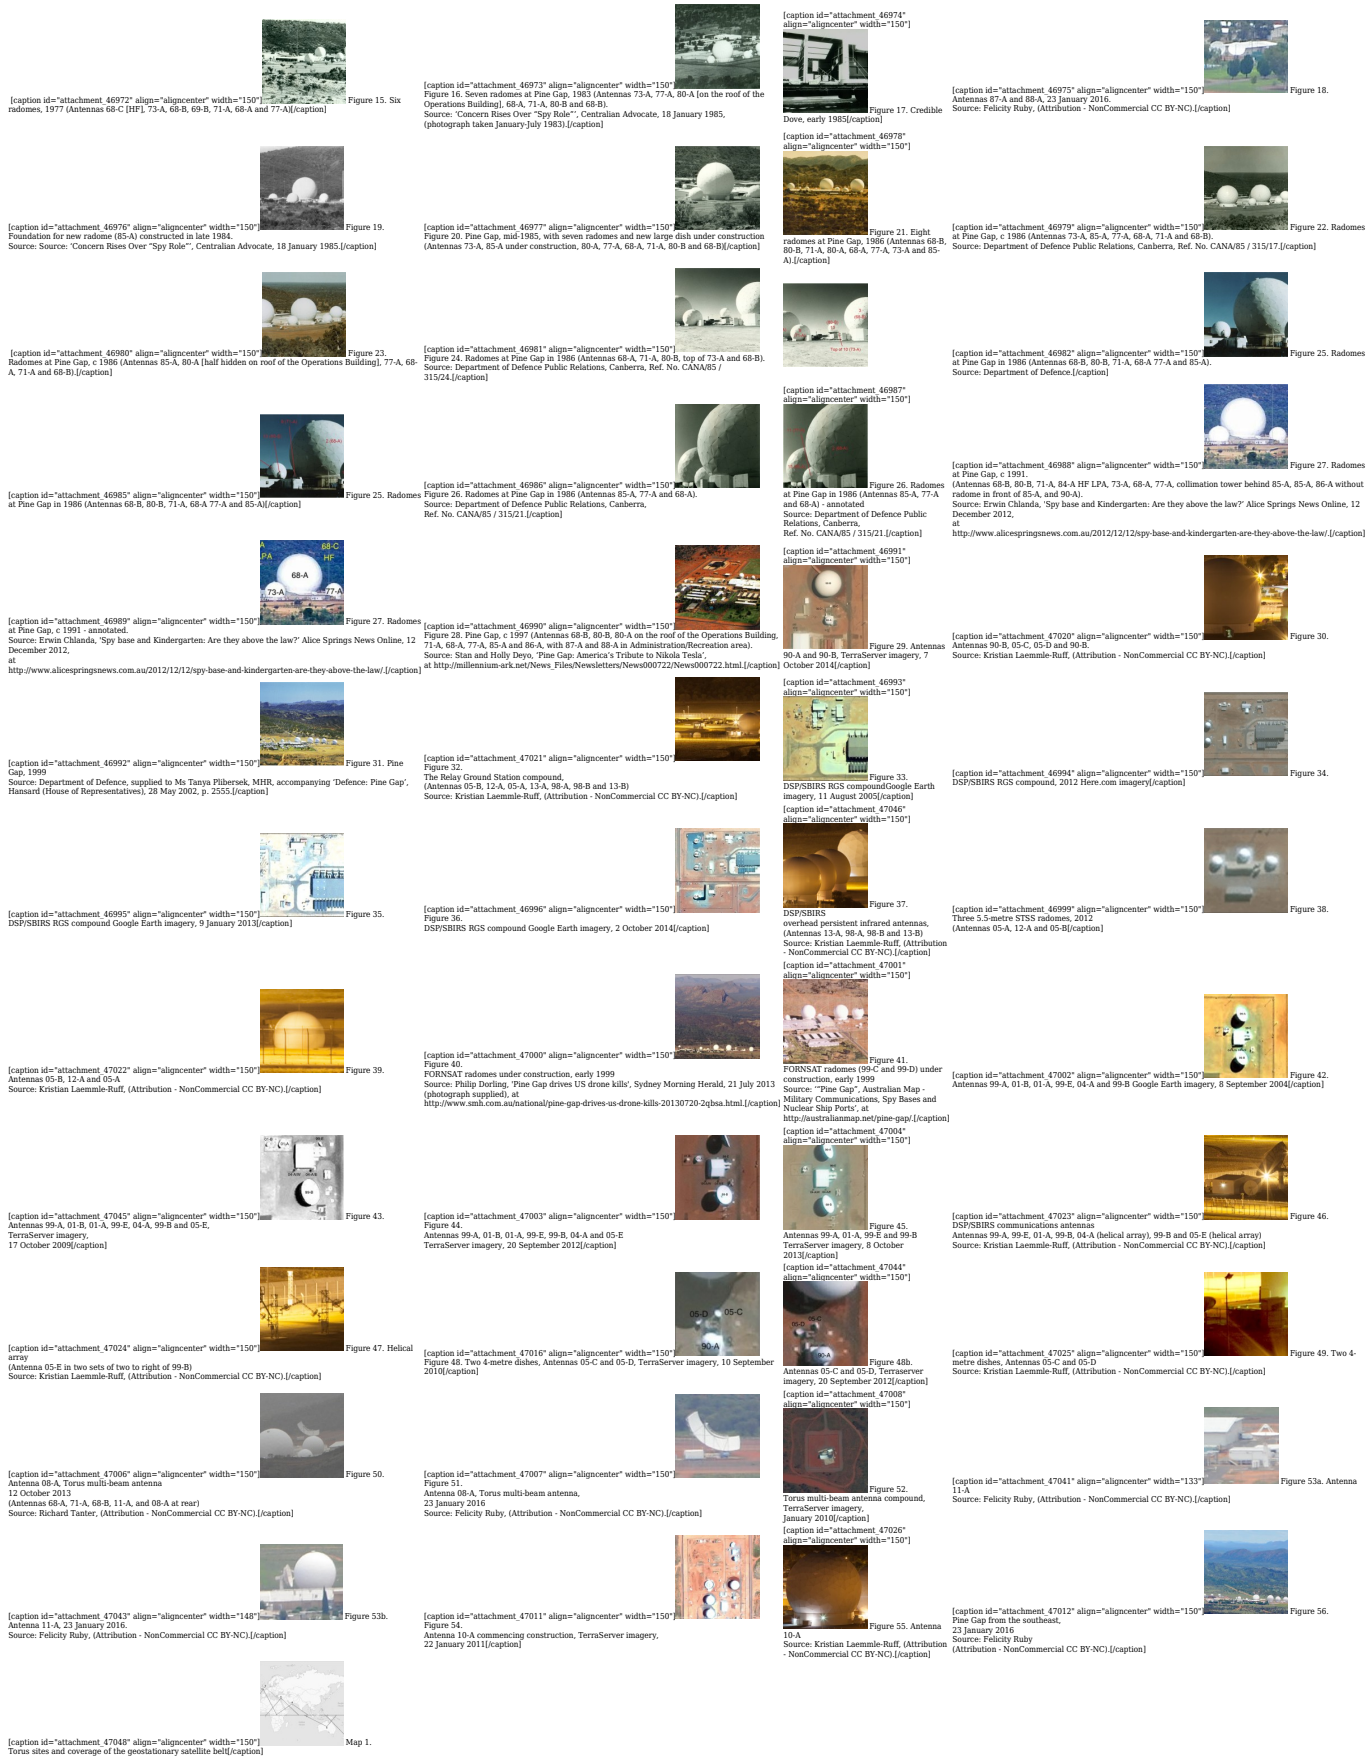 [caption id="attachment_46972" align="aligncenter" width="150"] Figure 15. Six
radomes, 1977 (Antennas 68-C [HF], 73-A, 68-B, 69-B, 71-A, 68-A and 77-A)[/caption]
[caption id="attachment_46973" align="aligncenter" width="150"]
Figure 16. Seven radomes, 1983 (Antennas 73-A, 77-A, 80-A [on the roof of the
Operations Building], 68-A, 71-A, 80-B and 68-B).
Source: ‘Concern Rises Over “Spy Role”’, Centralian Advocate, 18 January 1985,
(photograph taken January-July 1983).[/caption]
[caption id="attachment_46974"
align="aligncenter" width="150"]
Figure 17. Credible
Dove, early 1985[/caption]
[caption id="attachment_46975" align="aligncenter" width="150"] Figure 18.
Antennas 87-A and 88-A, 23 January 2016.
Source: Felicity Ruby, (Attribution - NonCommercial CC BY-NC).[/caption]
[caption id="attachment_46976" align="aligncenter" width="150"] Figure 19.
Foundation for new radome (85-A) constructed in late 1984.
Source: Source: ‘Concern Rises Over “Spy Role”’, Centralian Advocate, 18 January 1985.[/caption]
[caption id="attachment_46977" align="aligncenter" width="150"]
Figure 20. Pine Gap, mid-1985, with seven radomes and new large dish under construction
(Antennas 73-A, 85-A under construction, 80-A, 77-A, 68-A, 71-A, 80-B and 68-B)[/caption]
[caption id="attachment_46978"
align="aligncenter" width="150"]
Figure 21. Eight
radomes at Pine Gap, 1986 (Antennas 68-B,
80-B, 71-A, 80-A, 68-A, 77-A, 73-A and 85-
A).[/caption]
[caption id="attachment_46979" align="aligncenter" width="150"] Figure 22. Radomes
at Pine Gap, c 1986 (Antennas 73-A, 85-A, 77-A, 68-A, 71-A and 68-B).
Source: Department of Defence Public Relations, Canberra, Ref. No. CANA/85 / 315/17.[/caption]
[caption id="attachment_46980" align="aligncenter" width="150"] Figure 23.
Radomes at Pine Gap, c 1986 (Antennas 85-A, 80-A [half hidden on roof of the Operations Building], 77-A, 68-
A, 71-A and 68-B).[/caption]
[caption id="attachment_46981" align="aligncenter" width="150"]
Figure 24. Radomes at Pine Gap in 1986 (Antennas 68-A, 71-A, 80-B, top of 73-A and 68-B).
Source: Department of Defence Public Relations, Canberra, Ref. No. CANA/85 /
315/24.[/caption]
[caption id="attachment_46982" align="aligncenter" width="150"] Figure 25. Radomes
at Pine Gap in 1986 (Antennas 68-B, 80-B, 71-A, 68-A 77-A and 85-A).
Source: Department of Defence.[/caption]
[caption id="attachment_46985" align="aligncenter" width="150"] Figure 25. Radomes
at Pine Gap in 1986 (Antennas 68-B, 80-B, 71-A, 68-A 77-A and 85-A)[/caption]
[caption id="attachment_46986" align="aligncenter" width="150"]
Figure 26. Radomes at Pine Gap in 1986 (Antennas 85-A, 77-A and 68-A).
Source: Department of Defence Public Relations, Canberra,
Ref. No. CANA/85 / 315/21.[/caption]
[caption id="attachment_46987"
align="aligncenter" width="150"]
Figure 26. Radomes
at Pine Gap in 1986 (Antennas 85-A, 77-A
and 68-A) - annotated
Source: Department of Defence Public
Relations, Canberra,
Ref. No. CANA/85 / 315/21.[/caption]
[caption id="attachment_46988" align="aligncenter" width="150"] Figure 27. Radomes
at Pine Gap, c 1991.
(Antennas 68-B, 80-B, 71-A, 84-A HF LPA, 73-A, 68-A, 77-A, collimation tower behind 85-A, 85-A, 86-A without
radome in front of 85-A, and 90-A).
Source: Erwin Chlanda, ‘Spy base and Kindergarten: Are they above the law?’ Alice Springs News Online, 12
December 2012,
at
http://www.alicespringsnews.com.au/2012/12/12/spy-base-and-kindergarten-are-they-above-the-law/.[/caption]
68-C
HF
68-A
73-A
77-A
[caption id="attachment_46989" align="aligncenter" width="150"] Figure 27. Radomes
at Pine Gap, c 1991 - annotated.
Source: Erwin Chlanda, ‘Spy base and Kindergarten: Are they above the law?’ Alice Springs News Online, 12
December 2012,
at
http://www.alicespringsnews.com.au/2012/12/12/spy-base-and-kindergarten-are-they-above-the-law/.[/caption]
[caption id="attachment_46990" align="aligncenter" width="150"]
Figure 28. Pine Gap, c 1997 (Antennas 68-B, 80-B, 80-A on the roof of the Operations Building,
71-A, 68-A, 77-A, 85-A and 86-A, with 87-A and 88-A in Administration/Recreation area).
Source: Stan and Holly Deyo, ‘Pine Gap: America’s Tribute to Nikola Tesla’,
at http://millennium-ark.net/News_Files/Newsletters/News000722/News000722.html.[/caption]
[caption id="attachment_46991"
align="aligncenter" width="150"]
Figure 29. Antennas
90-A and 90-B, TerraServer imagery, 7
October 2014[/caption]
[caption id="attachment_47020" align="aligncenter" width="150"] Figure 30.
Antennas 90-B, 05-C, 05-D and 90-B.
Source: Kristian Laemmle-Ruff, (Attribution - NonCommercial CC BY-NC).[/caption]
[caption id="attachment_46992" align="aligncenter" width="150"] Figure 31. Pine
Gap, 1999
Source: Department of Defence, supplied to Ms Tanya Plibersek, MHR, accompanying ‘Defence: Pine Gap’,
Hansard (House of Representatives), 28 May 2002, p. 2555.[/caption]
[caption id="attachment_47021" align="aligncenter" width="150"]
Figure 32.
The Relay Ground Station compound,
(Antennas 05-B, 12-A, 05-A, 13-A, 98-A, 98-B and 13-B)
Source: Kristian Laemmle-Ruff, (Attribution - NonCommercial CC BY-NC).[/caption]
[caption id="attachment_46993"
align="aligncenter" width="150"]
Figure 33.
DSP/SBIRS RGS compoundGoogle Earth
imagery, 11 August 2005[/caption]
[caption id="attachment_46994" align="aligncenter" width="150"] Figure 34.
DSP/SBIRS RGS compound, 2012 Here.com imagery[/caption]
[caption id="attachment_46995" align="aligncenter" width="150"] Figure 35.
DSP/SBIRS RGS compound Google Earth imagery, 9 January 2013[/caption]
[caption id="attachment_46996" align="aligncenter" width="150"]
Figure 36.
DSP/SBIRS RGS compound Google Earth imagery, 2 October 2014[/caption]
[caption id="attachment_47046"
align="aligncenter" width="150"]
Figure 37.
DSP/SBIRS
overhead persistent infrared antennas,
(Antennas 13-A, 98-A, 98-B and 13-B)
Source: Kristian Laemmle-Ruff, (Attribution
- NonCommercial CC BY-NC).[/caption]
[caption id="attachment_46999" align="aligncenter" width="150"] Figure 38.
Three 5.5-metre STSS radomes, 2012
(Antennas 05-A, 12-A and 05-B[/caption]
[caption id="attachment_47022" align="aligncenter" width="150"] Figure 39.
Antennas 05-B, 12-A and 05-A
Source: Kristian Laemmle-Ruff, (Attribution - NonCommercial CC BY-NC).[/caption]
[caption id="attachment_47000" align="aligncenter" width="150"]
Figure 40.
FORNSAT radomes under construction, early 1999
Source: Philip Dorling, ‘Pine Gap drives US drone kills’, Sydney Morning Herald, 21 July 2013
(photograph supplied), at
http://www.smh.com.au/national/pine-gap-drives-us-drone-kills-20130720-2qbsa.html.[/caption]
[caption id="attachment_47001"
align="aligncenter" width="150"]
Figure 41.
FORNSAT radomes (99-C and 99-D) under
construction, early 1999
Source: ‘“Pine Gap”, Australian Map -
Military Communications, Spy Bases and
Nuclear Ship Ports’, at
http://australianmap.net/pine-gap/.[/caption]
[caption id="attachment_47002" align="aligncenter" width="150"] Figure 42.
Antennas 99-A, 01-B, 01-A, 99-E, 04-A and 99-B Google Earth imagery, 8 September 2004[/caption]
[caption id="attachment_47045" align="aligncenter" width="150"] Figure 43.
Antennas 99-A, 01-B, 01-A, 99-E, 04-A, 99-B and 05-E,
TerraServer imagery,
17 October 2009[/caption]
[caption id="attachment_47003" align="aligncenter" width="150"]
Figure 44.
Antennas 99-A, 01-B, 01-A, 99-E, 99-B, 04-A and 05-E
TerraServer imagery, 20 September 2012[/caption]
[caption id="attachment_47004"
align="aligncenter" width="150"]
Figure 45.
Antennas 99-A, 01-A, 99-E and 99-B
TerraServer imagery, 8 October
2013[/caption]
[caption id="attachment_47023" align="aligncenter" width="150"] Figure 46.
DSP/SBIRS communications antennas
Antennas 99-A, 99-E, 01-A, 99-B, 04-A (helical array), 99-B and 05-E (helical array)
Source: Kristian Laemmle-Ruff, (Attribution - NonCommercial CC BY-NC).[/caption]
[caption id="attachment_47024" align="aligncenter" width="150"] Figure 47. Helical
array
(Antenna 05-E in two sets of two to right of 99-B)
Source: Kristian Laemmle-Ruff, (Attribution - NonCommercial CC BY-NC).[/caption]
05-D 05-C
90-A
[caption id="attachment_47016" align="aligncenter" width="150"]
Figure 48. Two 4-metre dishes, Antennas 05-C and 05-D, TerraServer imagery, 10 September
2010[/caption]
[caption id="attachment_47044"
align="aligncenter" width="150"]
05-D
90-A
Figure 48b.
Antennas 05-C and 05-D, Terraserver
imagery, 20 September 2012[/caption]
[caption id="attachment_47025" align="aligncenter" width="150"] Figure 49. Two 4-
metre dishes, Antennas 05-C and 05-D
Source: Kristian Laemmle-Ruff, (Attribution - NonCommercial CC BY-NC).[/caption]
[caption id="attachment_47006" align="aligncenter" width="150"] Figure 50.
Antenna 08-A, Torus multi-beam antenna
12 October 2013
(Antennas 68-A, 71-A, 68-B, 11-A, and 08-A at rear)
Source: Richard Tanter, (Attribution - NonCommercial CC BY-NC).[/caption]
[caption id="attachment_47007" align="aligncenter" width="150"]
Figure 51.
Antenna 08-A, Torus multi-beam antenna,
23 January 2016
Source: Felicity Ruby, (Attribution - NonCommercial CC BY-NC).[/caption]
[caption id="attachment_47008"
align="aligncenter" width="150"]
Figure 52.
Torus multi-beam antenna compound,
TerraServer imagery,
January 2010[/caption]
[caption id="attachment_47041" align="aligncenter" width="133"] Figure 53a. Antenna
11-A
Source: Felicity Ruby, (Attribution - NonCommercial CC BY-NC).[/caption]
[caption id="attachment_47043" align="aligncenter" width="148"] Figure 53b.
Antenna 11-A, 23 January 2016.
Source: Felicity Ruby, (Attribution - NonCommercial CC BY-NC).[/caption]
[caption id="attachment_47011" align="aligncenter" width="150"]
Figure 54.
Antenna 10-A commencing construction, TerraServer imagery,
22 January 2011[/caption]
[caption id="attachment_47026"
align="aligncenter" width="150"]
Figure 55. Antenna
10-A
Source: Kristian Laemmle-Ruff, (Attribution
- NonCommercial CC BY-NC).[/caption]
[caption id="attachment_47012" align="aligncenter" width="150"] Figure 56.
Pine Gap from the southeast,
23 January 2016
Source: Felicity Ruby
(Attribution - NonCommercial CC BY-NC).[/caption]
[caption id="attachment_47048" align="aligncenter" width="150"] Map 1.
Torus sites and coverage of the geostationary satellite belt[/caption]